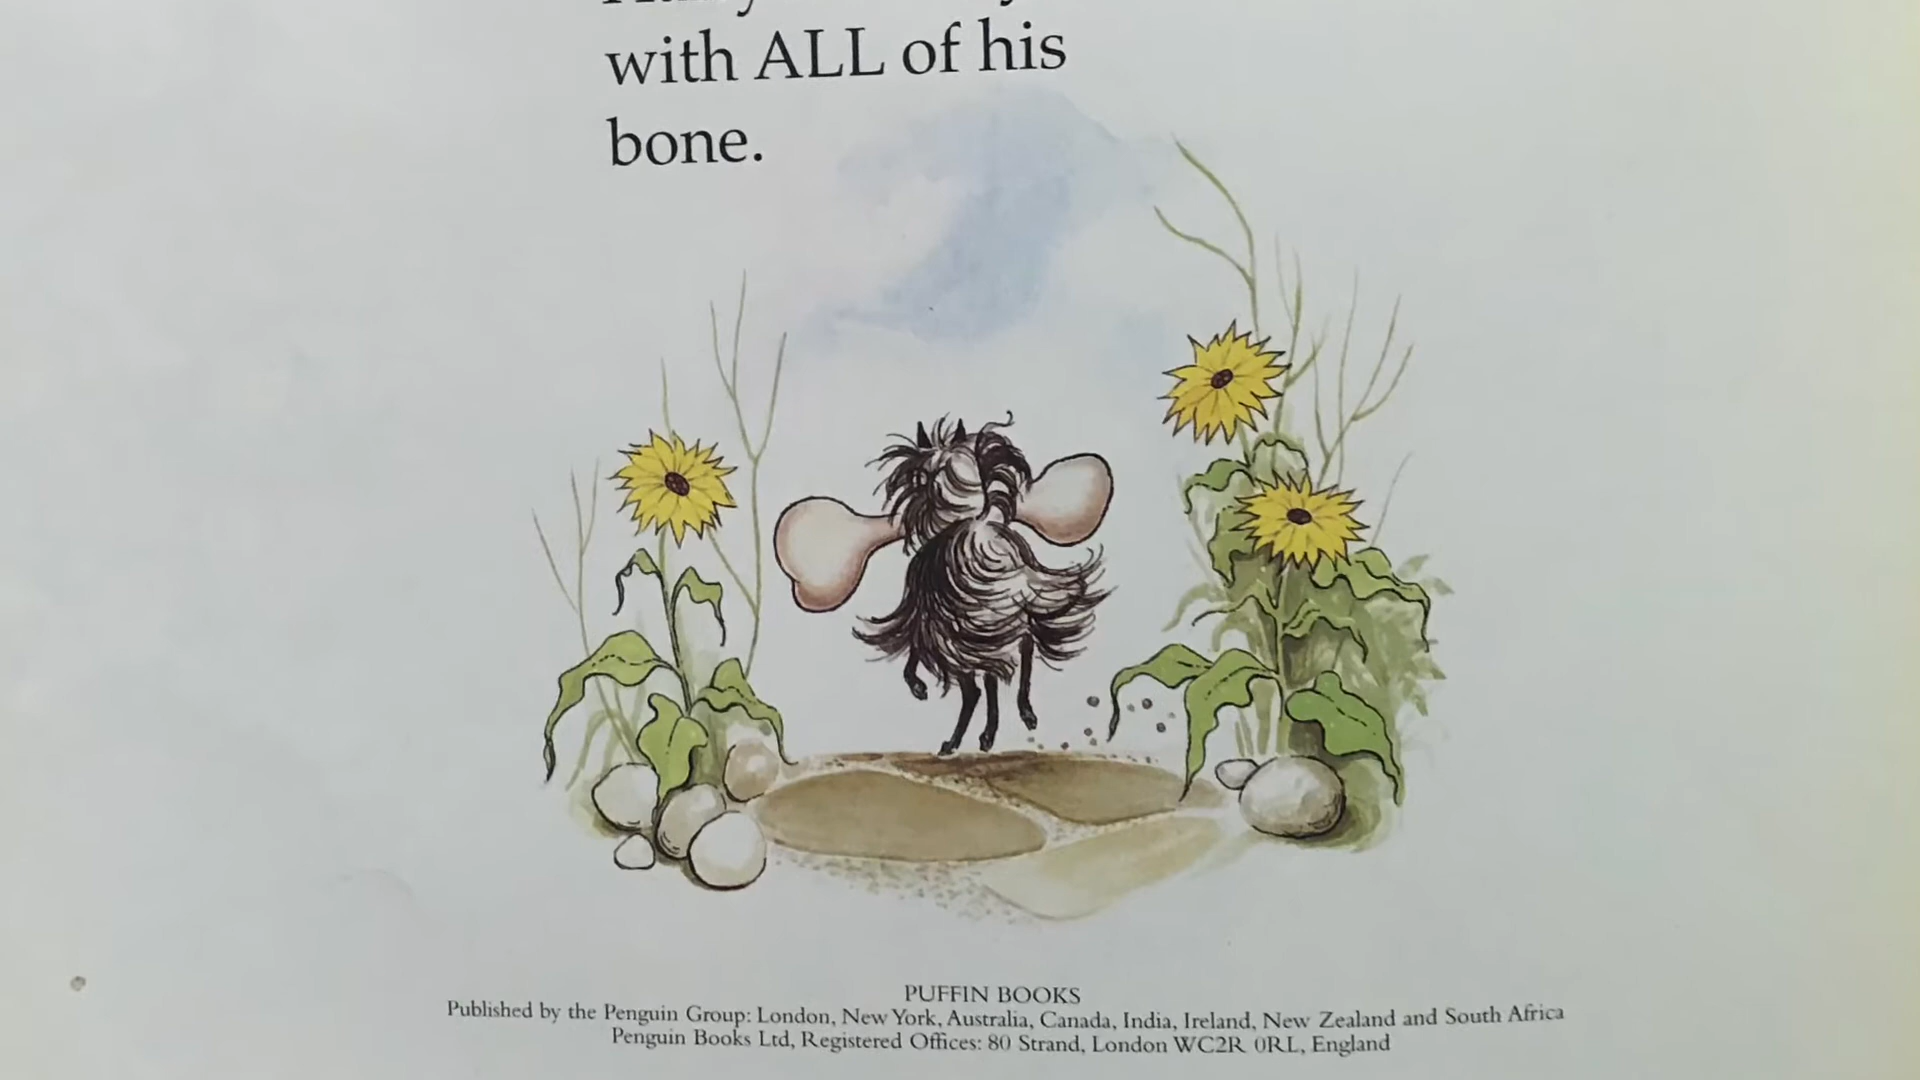 with ALL of his
bone.
PUFFIN BOOKS
Published by the Penguin Group: London, New York, Australia, Canada, India, Ireland, New Zealand and South Africa
Penguin Books Ltd, Registered Offices: 80 Strand, London WC2R 0RL, England